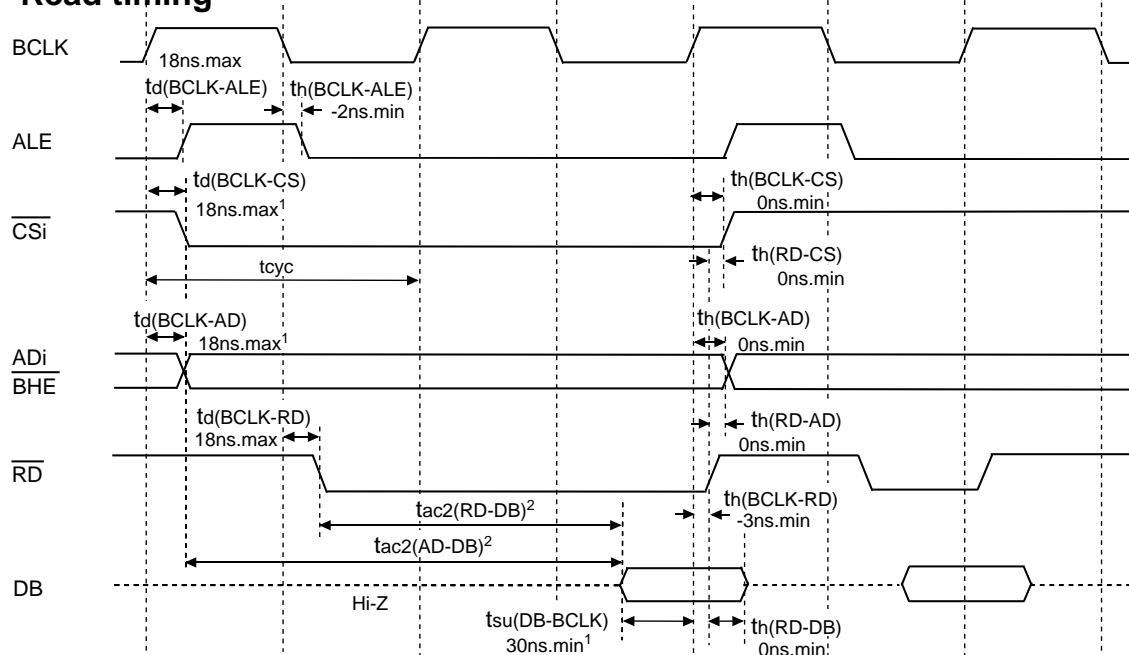 Read timing
BCLK
18ns.max
td(BCLK-ALE)
th(BCLK-ALE)
-2ns.min
ALE
td(BCLK-CS)
18ns.max1
th(BCLK-CS)
0ns.min
CSi
th(RD-CS)
0ns.min
tcyc
td(BCLK-AD)
18ns.max1
th(BCLK-AD)
0ns.min
ADi
BHE
td(BCLK-RD)
18ns.max
th(RD-AD)
0ns.min
RD
th(BCLK-RD)
-3ns.min
tac2(RD-DB)2
tac2(AD-DB)2
DB
Hi-Z
tsu(DB-BCLK)
30ns.min1
th(RD-DB)
0ns.min